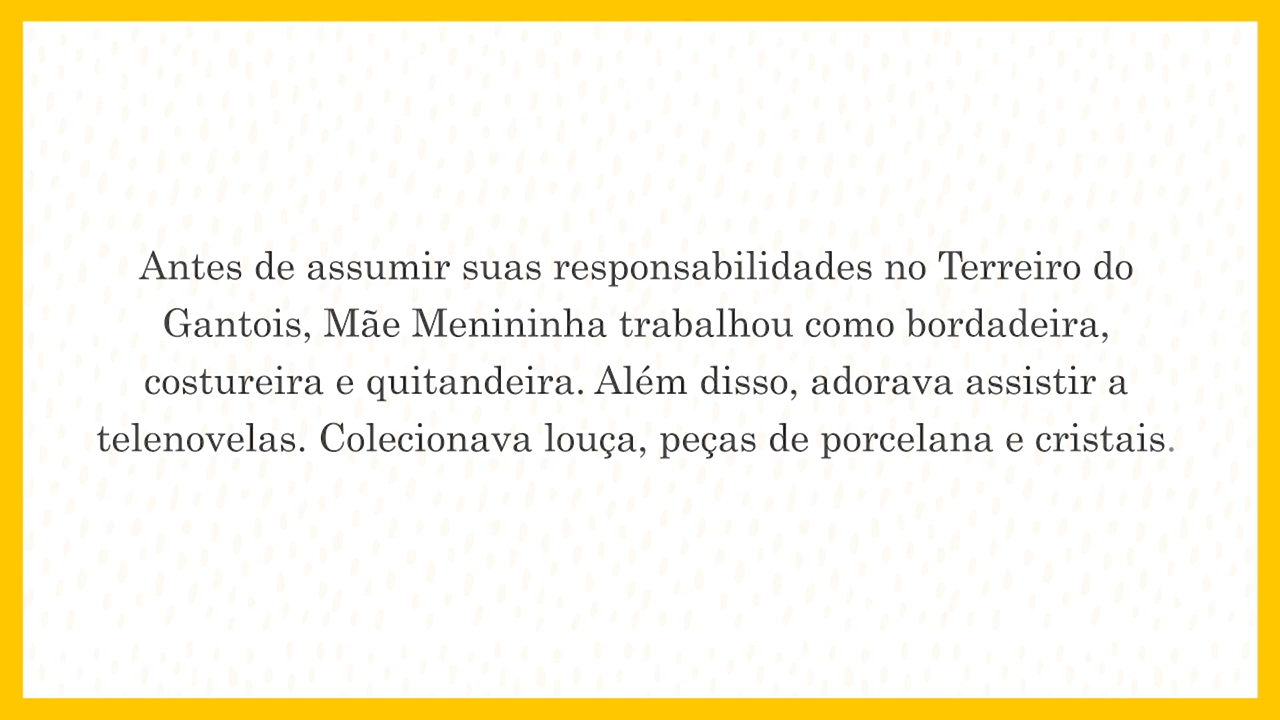 Antes de assumir suas responsabilidades no Terreiro do
Gantois, Mãe Menininha trabalhou como bordadeira,
costureira e quitandeira. Além disso, adorava assistir a
telenovelas. Colecionava louça, peças de porcelana e cristais.